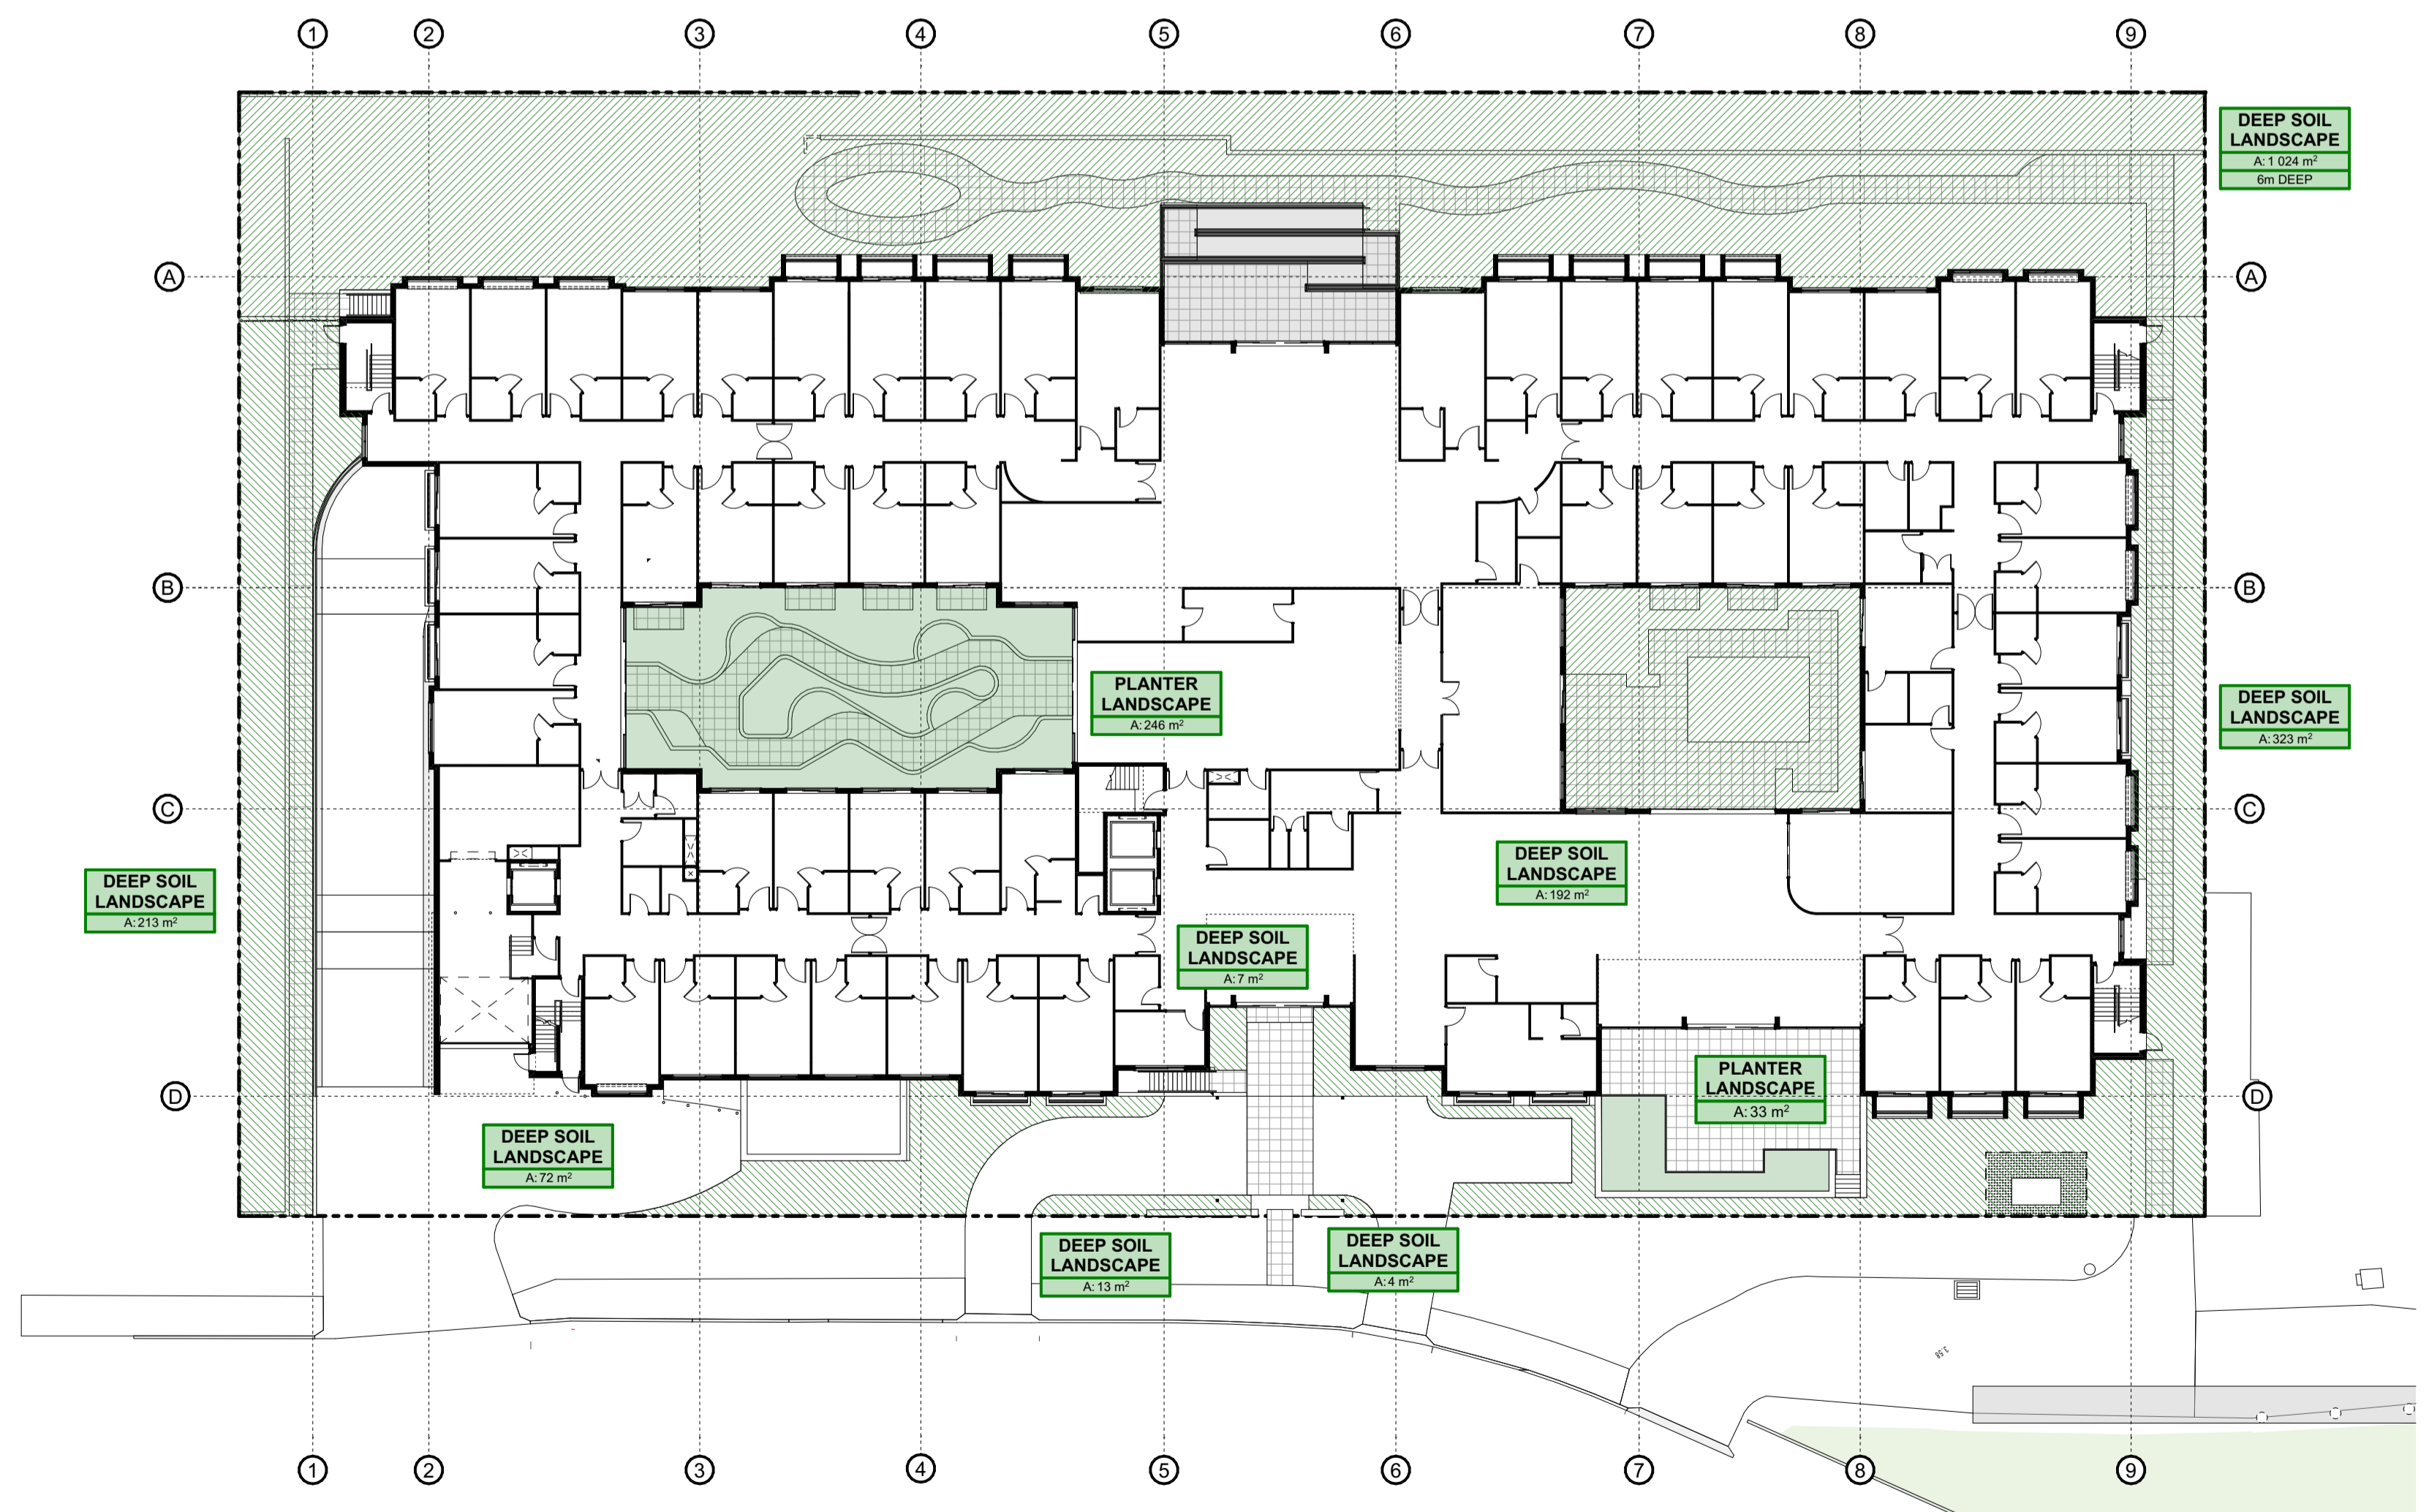 1 2 3 4 5 6 7 8 9
DEEP SOIL
LANDSCAPE
A: 1 024 m²
6m DEEP
A A
B B
PLANTER
LANDSCAPE
A: 246 m²
DEEP SOIL
LANDSCAPE
A: 323 m²
C C
DEEP SOIL
LANDSCAPE
A: 192 m²
DEEP SOIL
LANDSCAPE
A: 213 m²
DEEP SOIL
LANDSCAPE
A: 7 m²
PLANTER
LANDSCAPE
A: 33 m²
D D
DEEP SOIL
LANDSCAPE
A: 72 m²
DEEP SOIL
LANDSCAPE
A: 13 m²
DEEP SOIL
LANDSCAPE
A: 4 m²
3.58
1 2 3 4 5 6 7 8 9